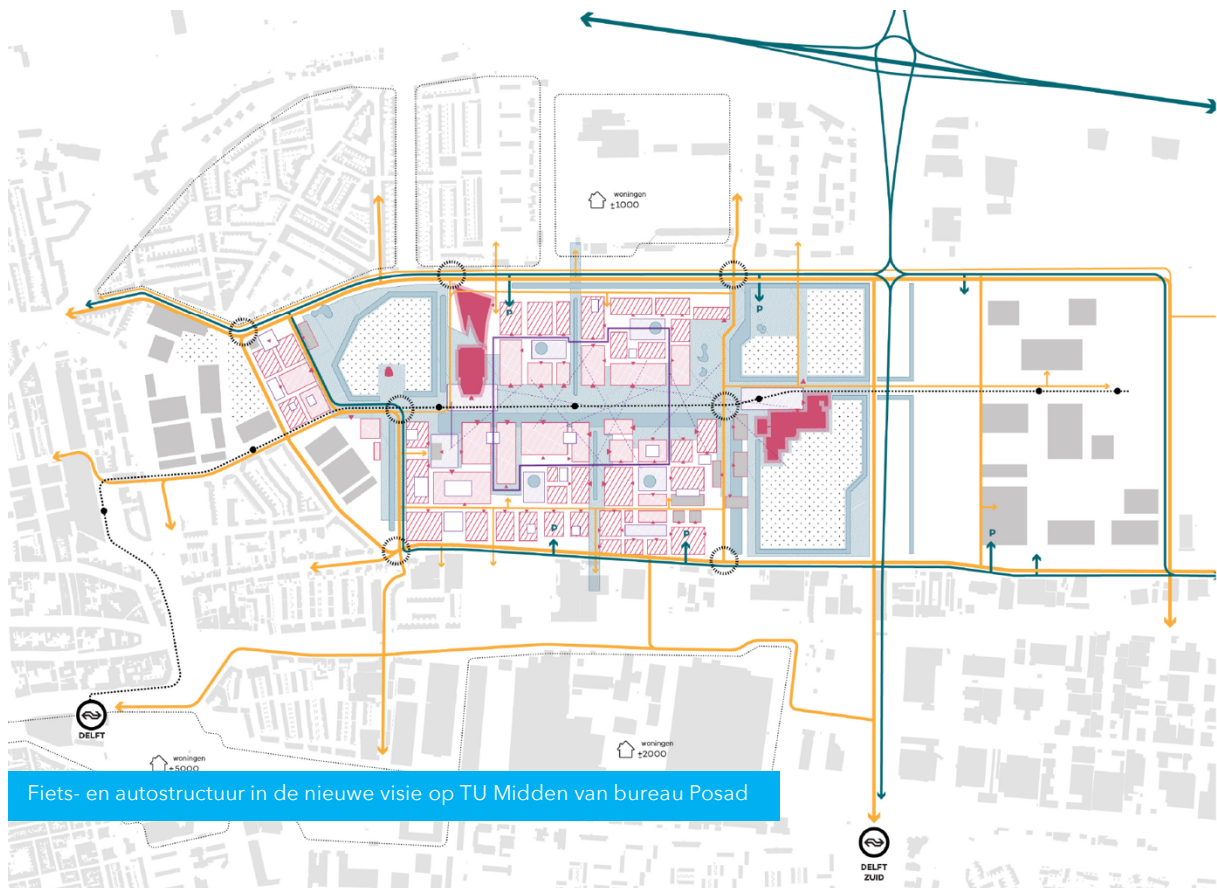 woningen
±1000
P
P
P
P
P
DELFT
woningen
±5000
woningen
±2000
Fiets- en autostructuur in de nieuwe visie op TU Midden van bureau Posad
DELFT
ZUID